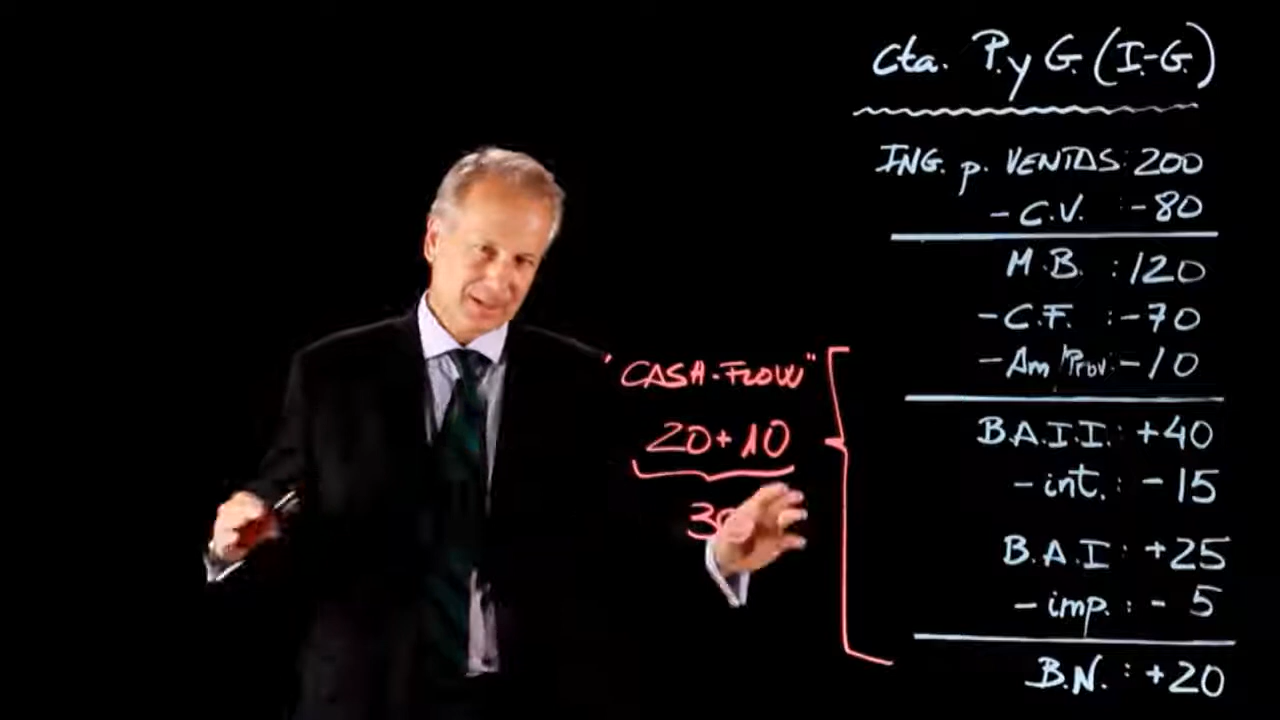 Cta. P. y G. (I.-G.)
ING. p. VENTAS: 200
- C.V. : - 80
M.B. : 120
- C.F. : - 70
- Am/Prov. - 10
B.A.I.I. : +40
- int. : - 15
B.A.I : +25
- imp. : - 5
B.N. : +20
"CASH-FLOW"
20 + 10
30